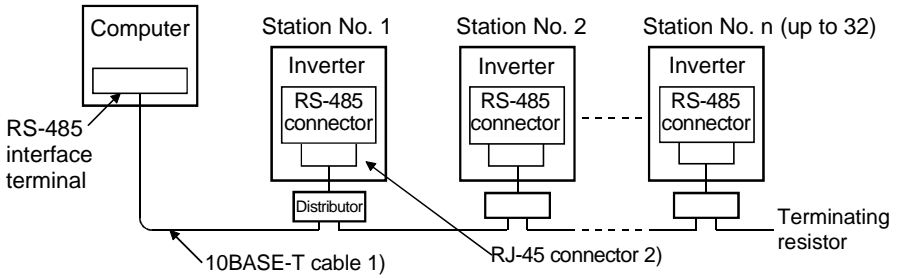 Computer
RS-485
interface
terminal
Station No. 1
Inverter
RS-485
connector
Distributor
Station No. 2
Inverter
RS-485
connector
Station No. n (up to 32)
Inverter
RS-485
connector
Terminating
resistor
10BASE-T cable 1)
RJ-45 connector 2)